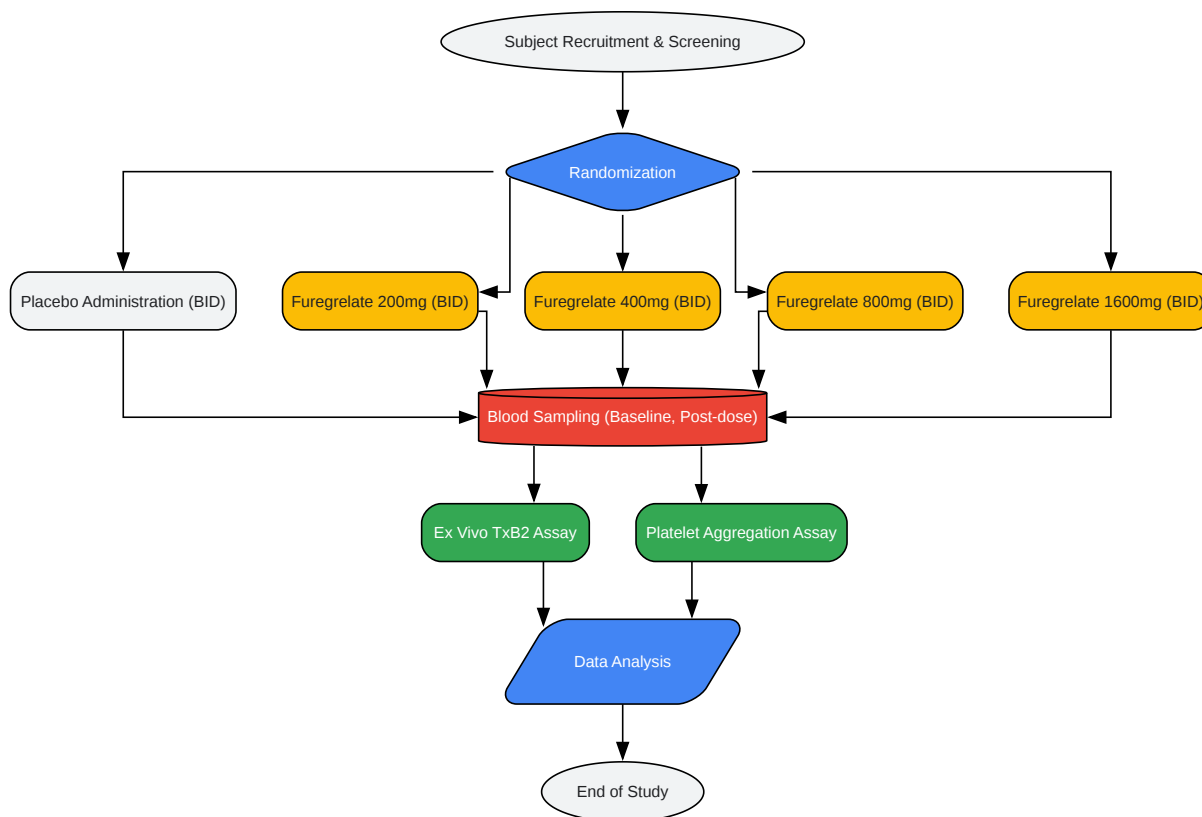 Subject Recruitment & Screening
Randomization
Placebo Administration (BID)
Furegrelate 200mg (BID)
Furegrelate 400mg (BID)
Furegrelate 800mg (BID)
Furegrelate 1600mg (BID)
Blood Sampling (Baseline, Post-dose)
Ex Vivo TxB2 Assay
Platelet Aggregation Assay
Data Analysis
End of Study